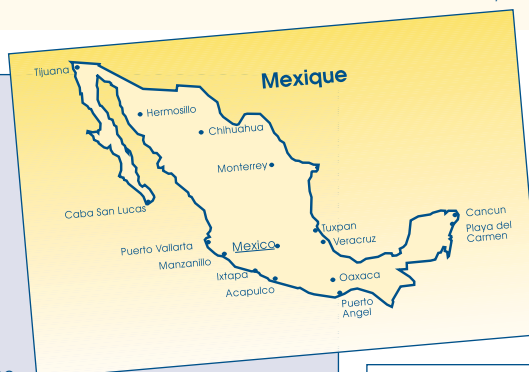 Mexique
Tijuana
Hermosillo
Chihuahua
Monterrey
Caba San Lucas
Cancun
Playa del
Carmen
Tuxpan
Puerto Vallarta
Mexico
Veracruz
Manzanillo
Ixtapa
Oaxaca
Acapulco
Puerto
Angel